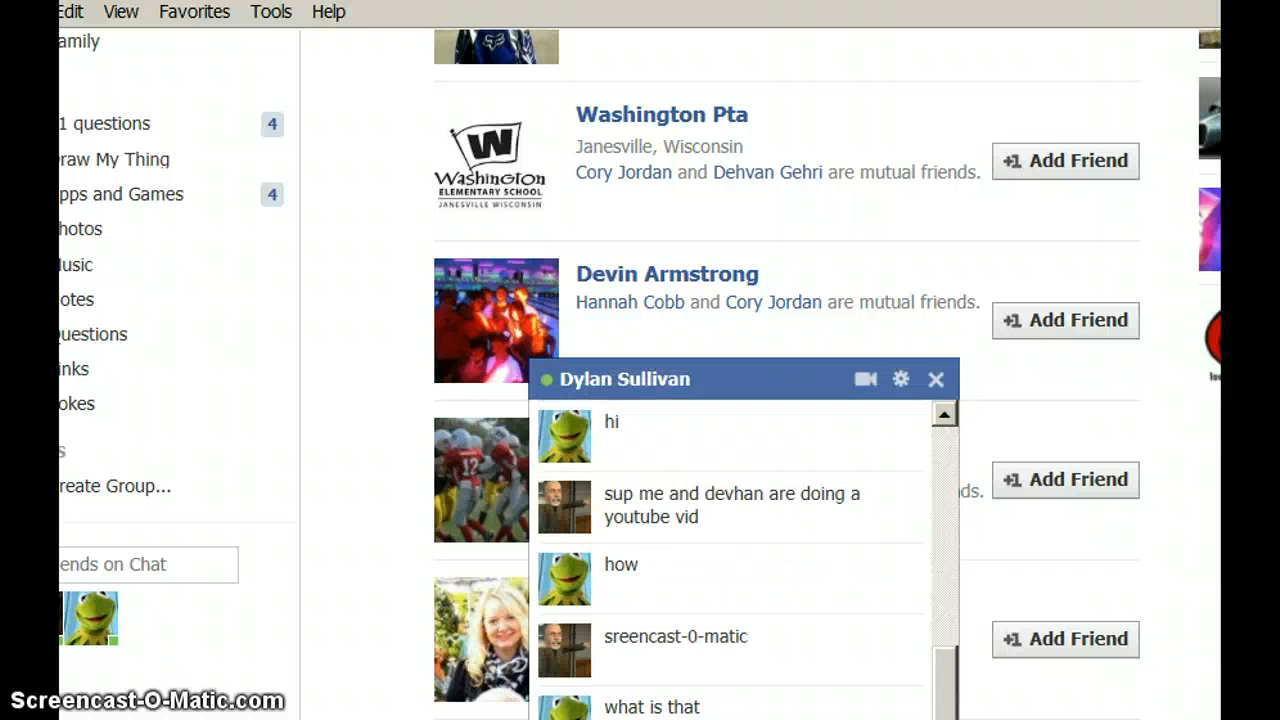 Edit View Favorites Tools Help
amily
1 questions 4
raw My Thing
pps and Games 4
hotos
usic
otes
uestions
inks
okes
s
reate Group...
ends on Chat
Washington Pta
Janesville, Wisconsin
Cory Jordan and Dehvan Gehri are mutual friends.
+1 Add Friend
W
Washington
ELEMENTARY SCHOOL
JANESVILLE WISCONSIN
Devin Armstrong
Hannah Cobb and Cory Jordan are mutual friends.
+1 Add Friend
12
ds.
+1 Add Friend
+1 Add Friend
Dylan Sullivan
hi
sup me and devhan are doing a
youtube vid
how
sreencast-0-matic
what is that
Screencast-O-Matic.com